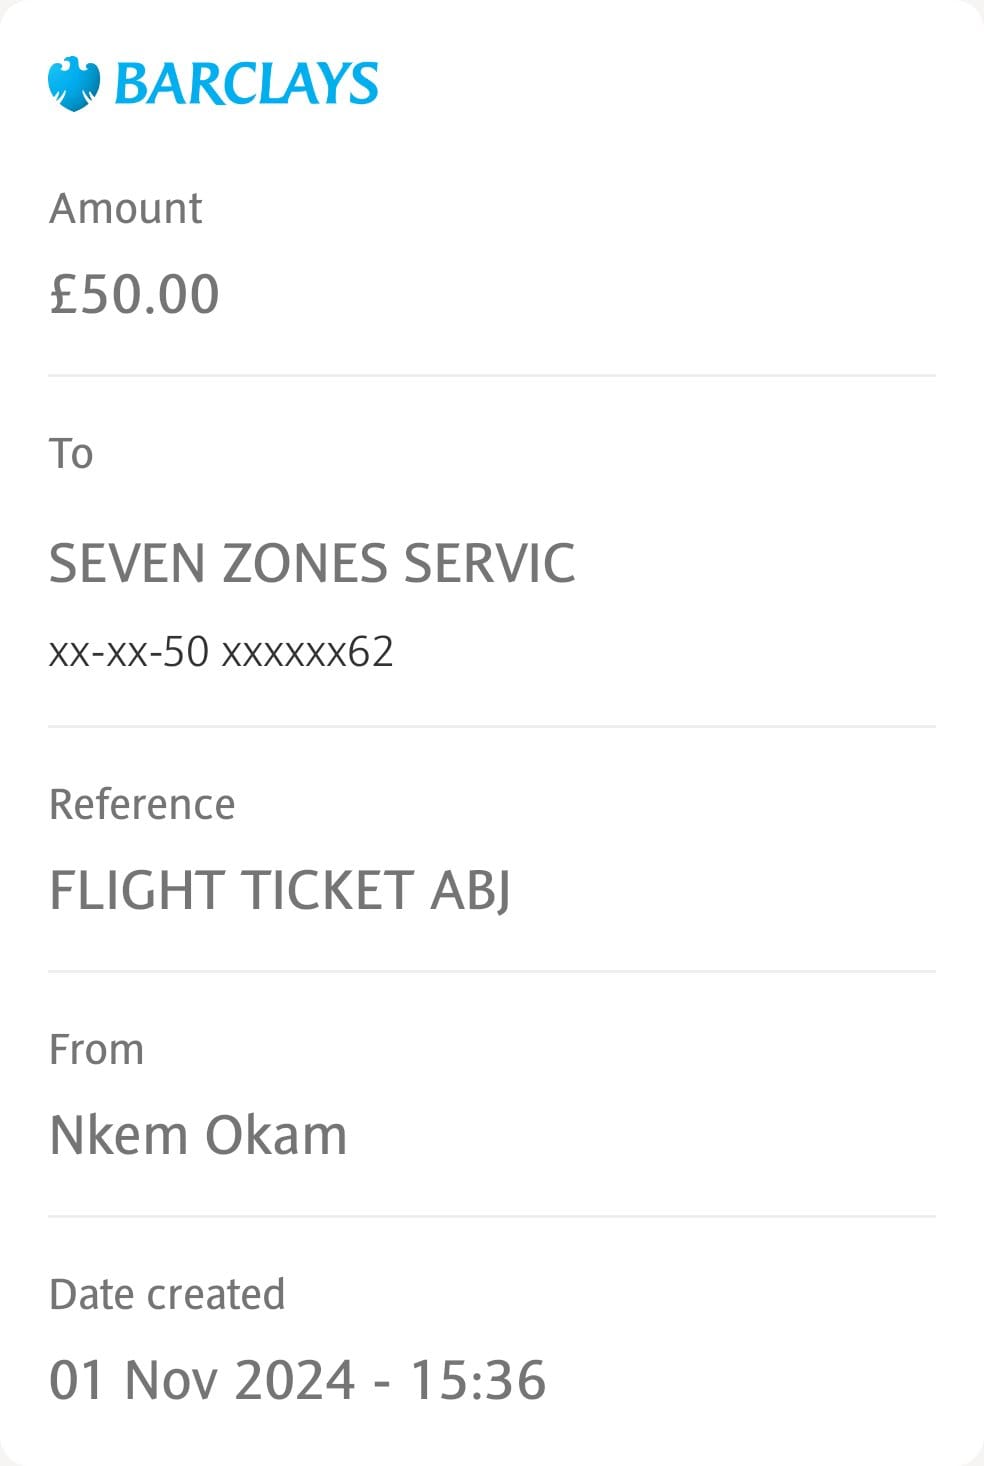 BARCLAYS
Amount
£50.00
To
SEVEN ZONES SERVIC
xx-xx-50 xxxxxx62
Reference
FLIGHT TICKET ABJ
From
Nkem Okam
Date created
01 Nov 2024 - 15:36